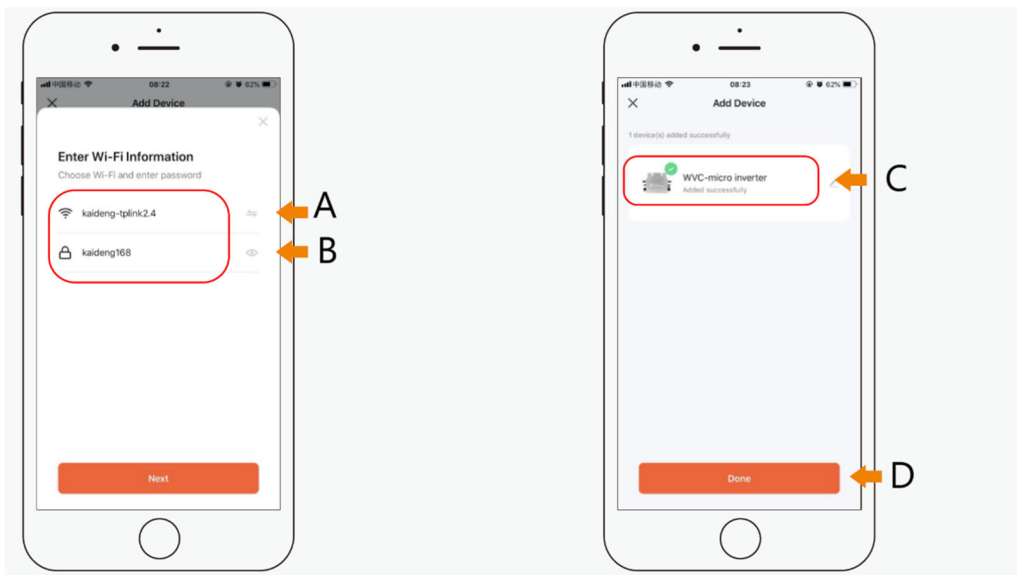 中国移动 08:22 62%
Add Device
Enter Wi-Fi Information
Choose Wi-Fi and enter password
kaideng-tplink2.4
A
kaideng168
B
Next
中国移动 08:23 62%
Add Device
1 device(s) added successfully
WVC-micro inverter
Added successfully
C
Done
D